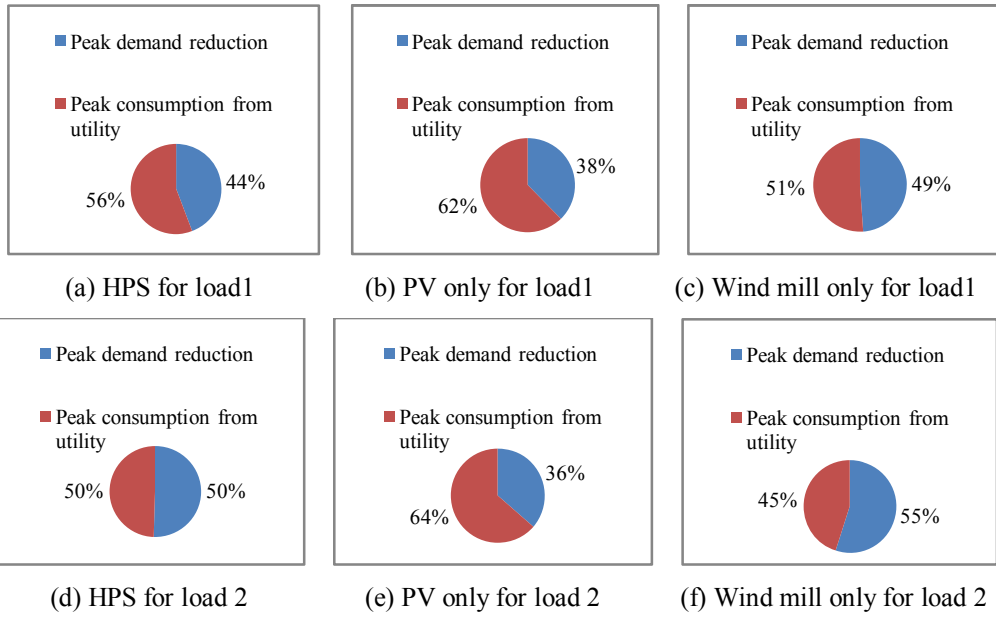 Peak demand reduction
Peak consumption from
utility
44%
56%
(a) HPS for load1
Peak demand reduction
Peak consumption from
utility
38%
62%
(b) PV only for load1
Peak demand reduction
Peak consumption from
utility
51%
49%
(c) Wind mill only for load1
Peak demand reduction
Peak consumption from
utility
50%
50%
(d) HPS for load 2
Peak demand reduction
Peak consumption from
utility
36%
64%
(e) PV only for load 2
Peak demand reduction
Peak consumption from
utility
45%
55%
(f) Wind mill only for load 2